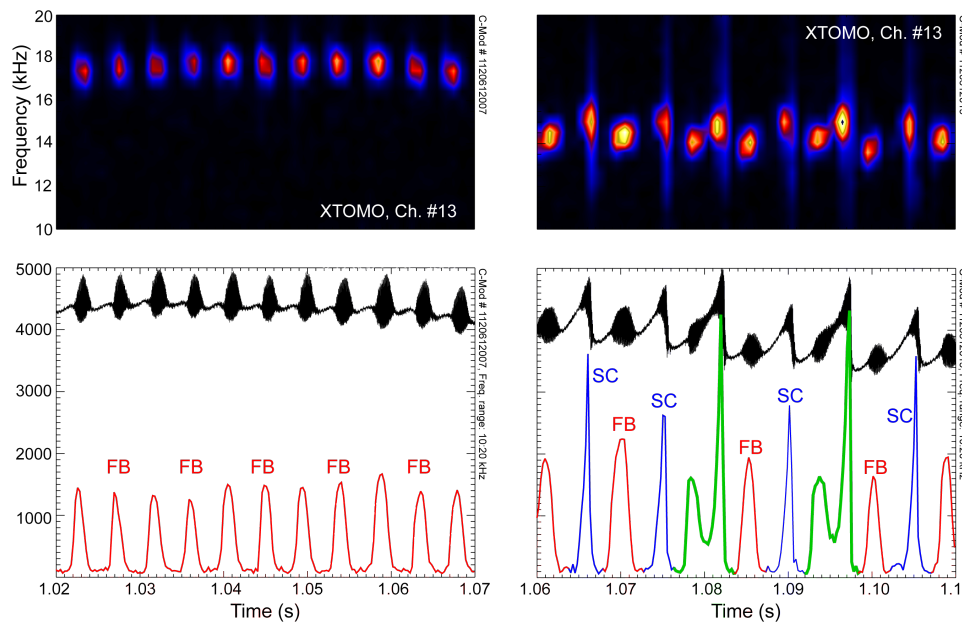 20
18
16
14
12
10
Frequency (kHz)
XTOMO, Ch. #13
C-Mod # 1120612007
XTOMO, Ch. #13
5000
4000
3000
2000
1000
FB
FB
FB
FB
FB
C-Mod # 1120612007, Freq. range: 10:20 kHz
1.02
1.03
1.04
1.05
1.06
1.07
Time (s)
SC
FB
SC
FB
SC
FB
SC
1.06
1.07
1.08
1.09
1.10
1.1
Time (s)